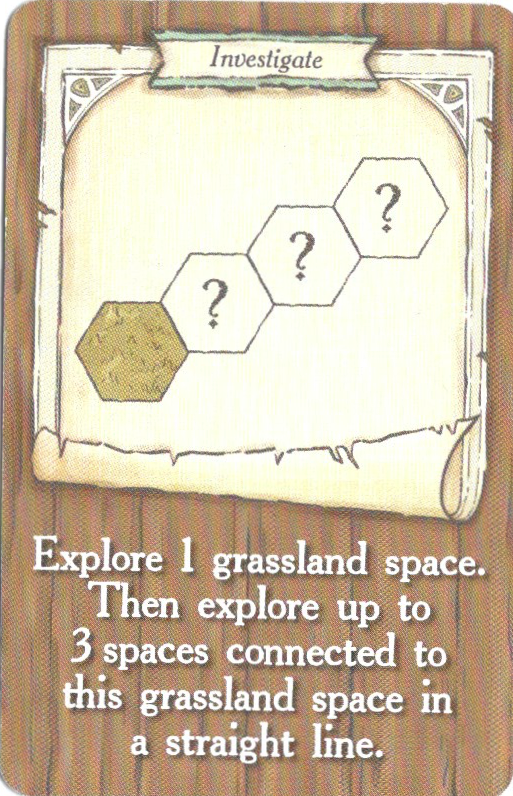 Investigate
?
?
?
Explore 1 grassland space.
Then explore up to
3 spaces connected to
this grassland space in
a straight line.